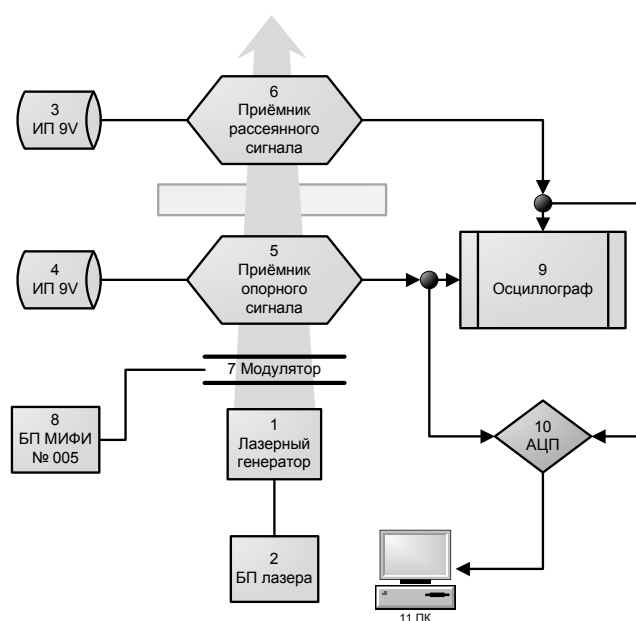 6
Приёмник
рассеянного
сигнала
3
ИП 9V
5
Приёмник
опорного
сигнала
4
ИП 9V
9
Осциллограф
7 Модулятор
8
БП МИФИ
№ 005
1
Лазерный
генератор
10
АЦП
2
БП лазера
11 ПК